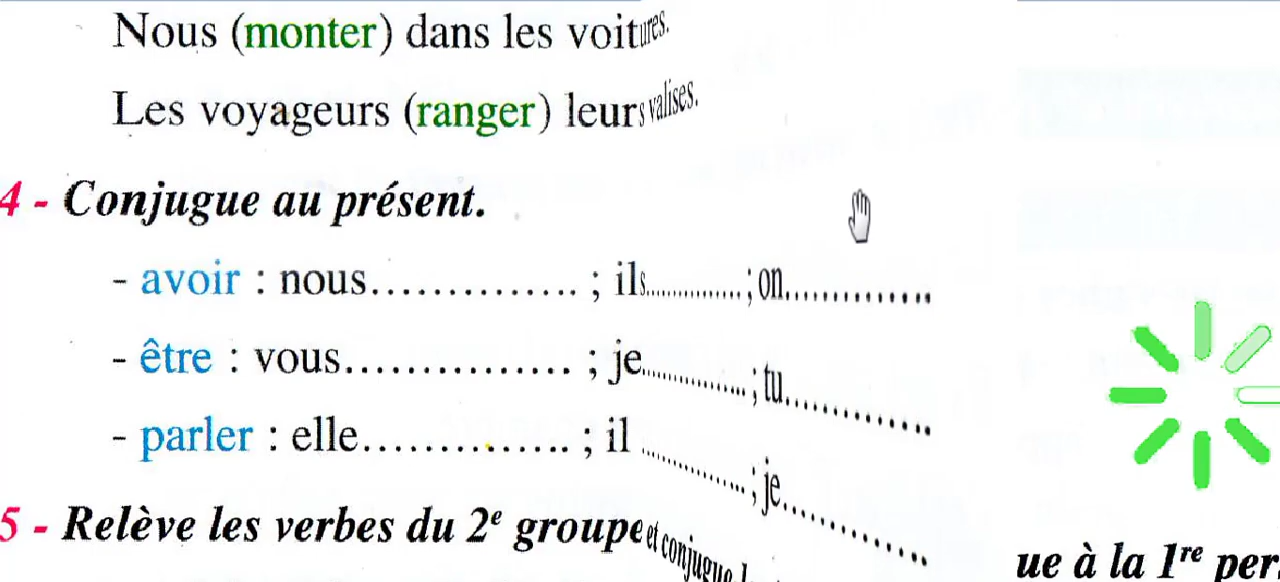 Nous (monter) dans les voitures.
Les voyageurs (ranger) leurs valises.
4 - Conjugue au présent.
- avoir : nous.............. ; ils.............. ; on..............
- être : vous................ ; je.............. ; tu..............
- parler : elle................ ; il .............. ; je..............
5 - Relève les verbes du 2e groupe et conjugue
ue à la 1re per